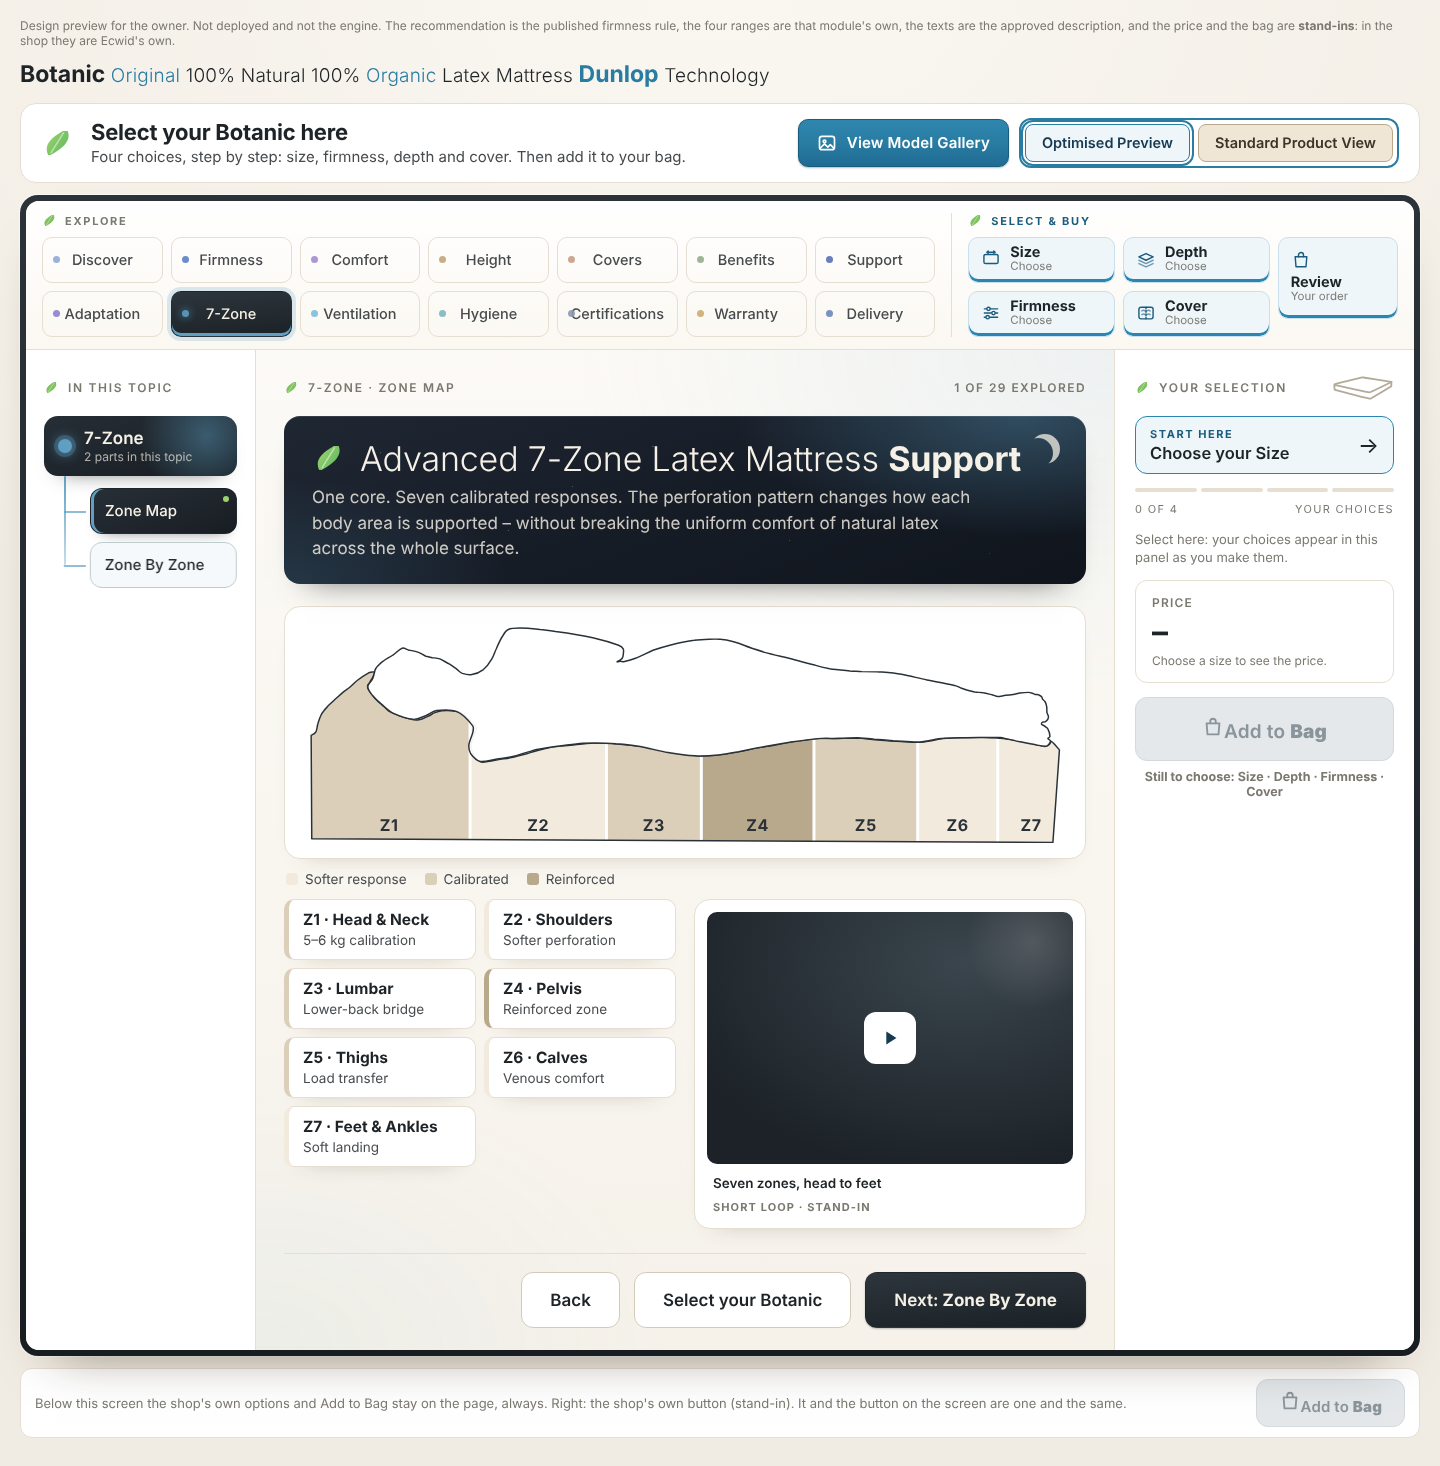 Design preview for the owner. Not deployed and not the engine. The recommendation is the published firmness rule, the four ranges are that module's own, the texts are the approved description, and the price and the bag are stand-ins: in the
shop they are Ecwid's own.
Botanic Original 100% Natural 100% Organic Latex Mattress Dunlop Technology
Select your Botanic here
Four choices, step by step: size, firmness, depth and cover. Then add it to your bag.
View Model Gallery
Optimised Preview
Standard Product View
EXPLORE
Discover
Firmness
Comfort
Height
Covers
Benefits
Support
Adaptation
7-Zone
Ventilation
Hygiene
Certifications
Warranty
Delivery
SELECT & BUY
Size
Choose
Depth
Choose
Firmness
Choose
Cover
Choose
Review
Your order
IN THIS TOPIC
7-Zone
2 parts in this topic
Zone Map
Zone By Zone
7-ZONE · ZONE MAP
1 OF 29 EXPLORED
Advanced 7-Zone Latex Mattress Support
One core. Seven calibrated responses. The perforation pattern changes how each
body area is supported – without breaking the uniform comfort of natural latex
across the whole surface.
Z1
Z2
Z3
Z4
Z5
Z6
Z7
Softer response
Calibrated
Reinforced
Z1 · Head & Neck
5–6 kg calibration
Z2 · Shoulders
Softer perforation
Z3 · Lumbar
Lower-back bridge
Z4 · Pelvis
Reinforced zone
Z5 · Thighs
Load transfer
Z6 · Calves
Venous comfort
Z7 · Feet & Ankles
Soft landing
Seven zones, head to feet
SHORT LOOP · STAND-IN
Back
Select your Botanic
Next: Zone By Zone
YOUR SELECTION
START HERE
Choose your Size
0 OF 4
YOUR CHOICES
Select here: your choices appear in this
panel as you make them.
PRICE
–
Choose a size to see the price.
Add to Bag
Still to choose: Size · Depth · Firmness ·
Cover
Below this screen the shop's own options and Add to Bag stay on the page, always. Right: the shop's own button (stand-in). It and the button on the screen are one and the same.
Add to Bag